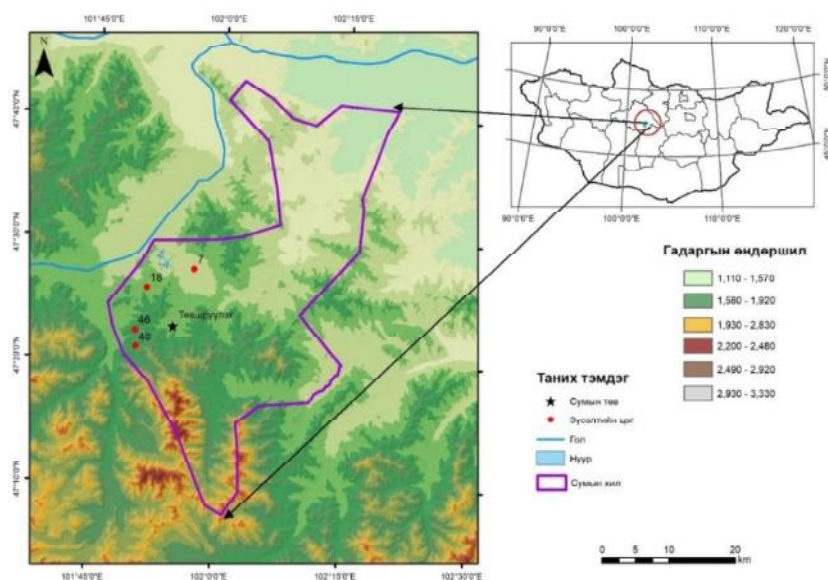 101°45'0"E
102°0'0"E
102°15'0"E
N
47°40'0"N
47°30'0"N
47°20'0"N
47°10'0"N
7
18
46
40
Төвшрүүлэх
101°45'0"E
102°0'0"E
102°15'0"E
102°30'0"E
90°0'0"E
100°0'0"E
110°0'0"E
120°0'0"E
90°0'0"E
100°0'0"E
110°0'0"E
Гадаргын өндөршил
1,110 - 1,570
1,580 - 1,920
1,930 - 2,830
2,200 - 2,480
2,490 - 2,920
2,930 - 3,330
Таних тэмдэг
Сумын төв
Зүсэлтийн цэг
Гол
Нуур
Сумын хил
0 5 10 20
km